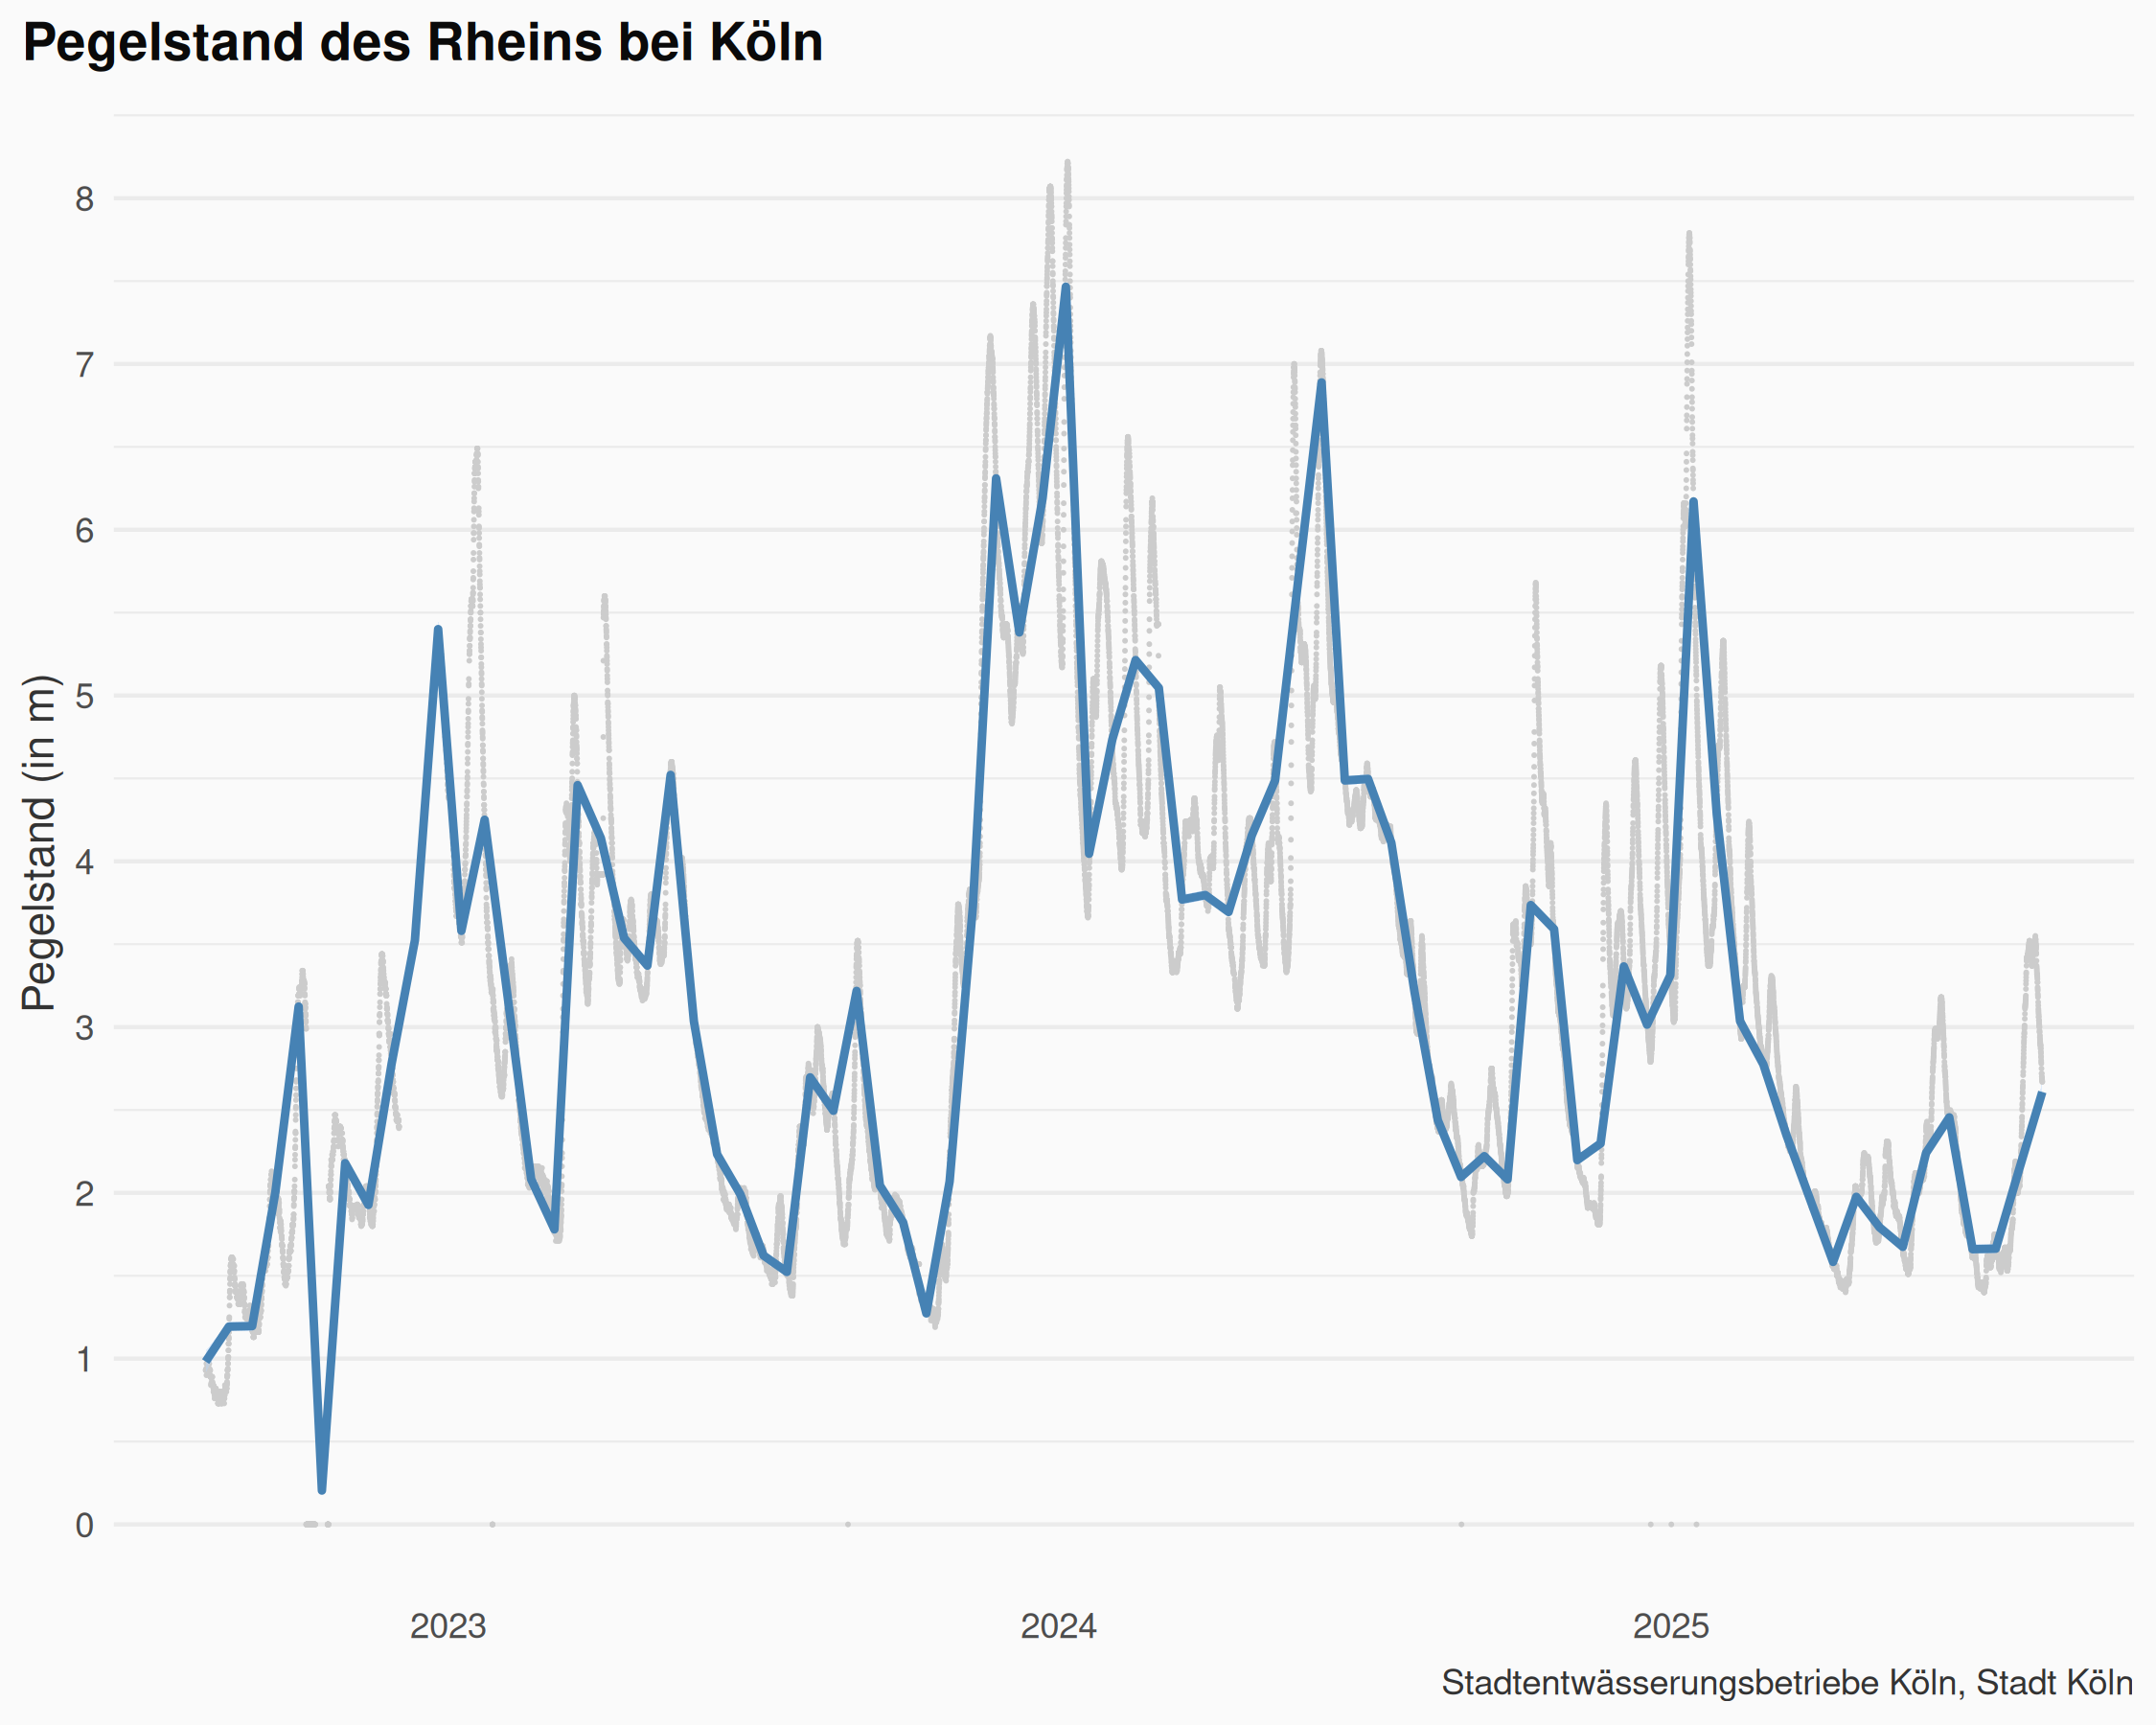 Pegelstand des Rheins bei Köln
Pegelstand (in m)
8
7
6
5
4
3
2
1
0
2023 2024 2025
Stadtentwässerungsbetriebe Köln, Stadt Köln